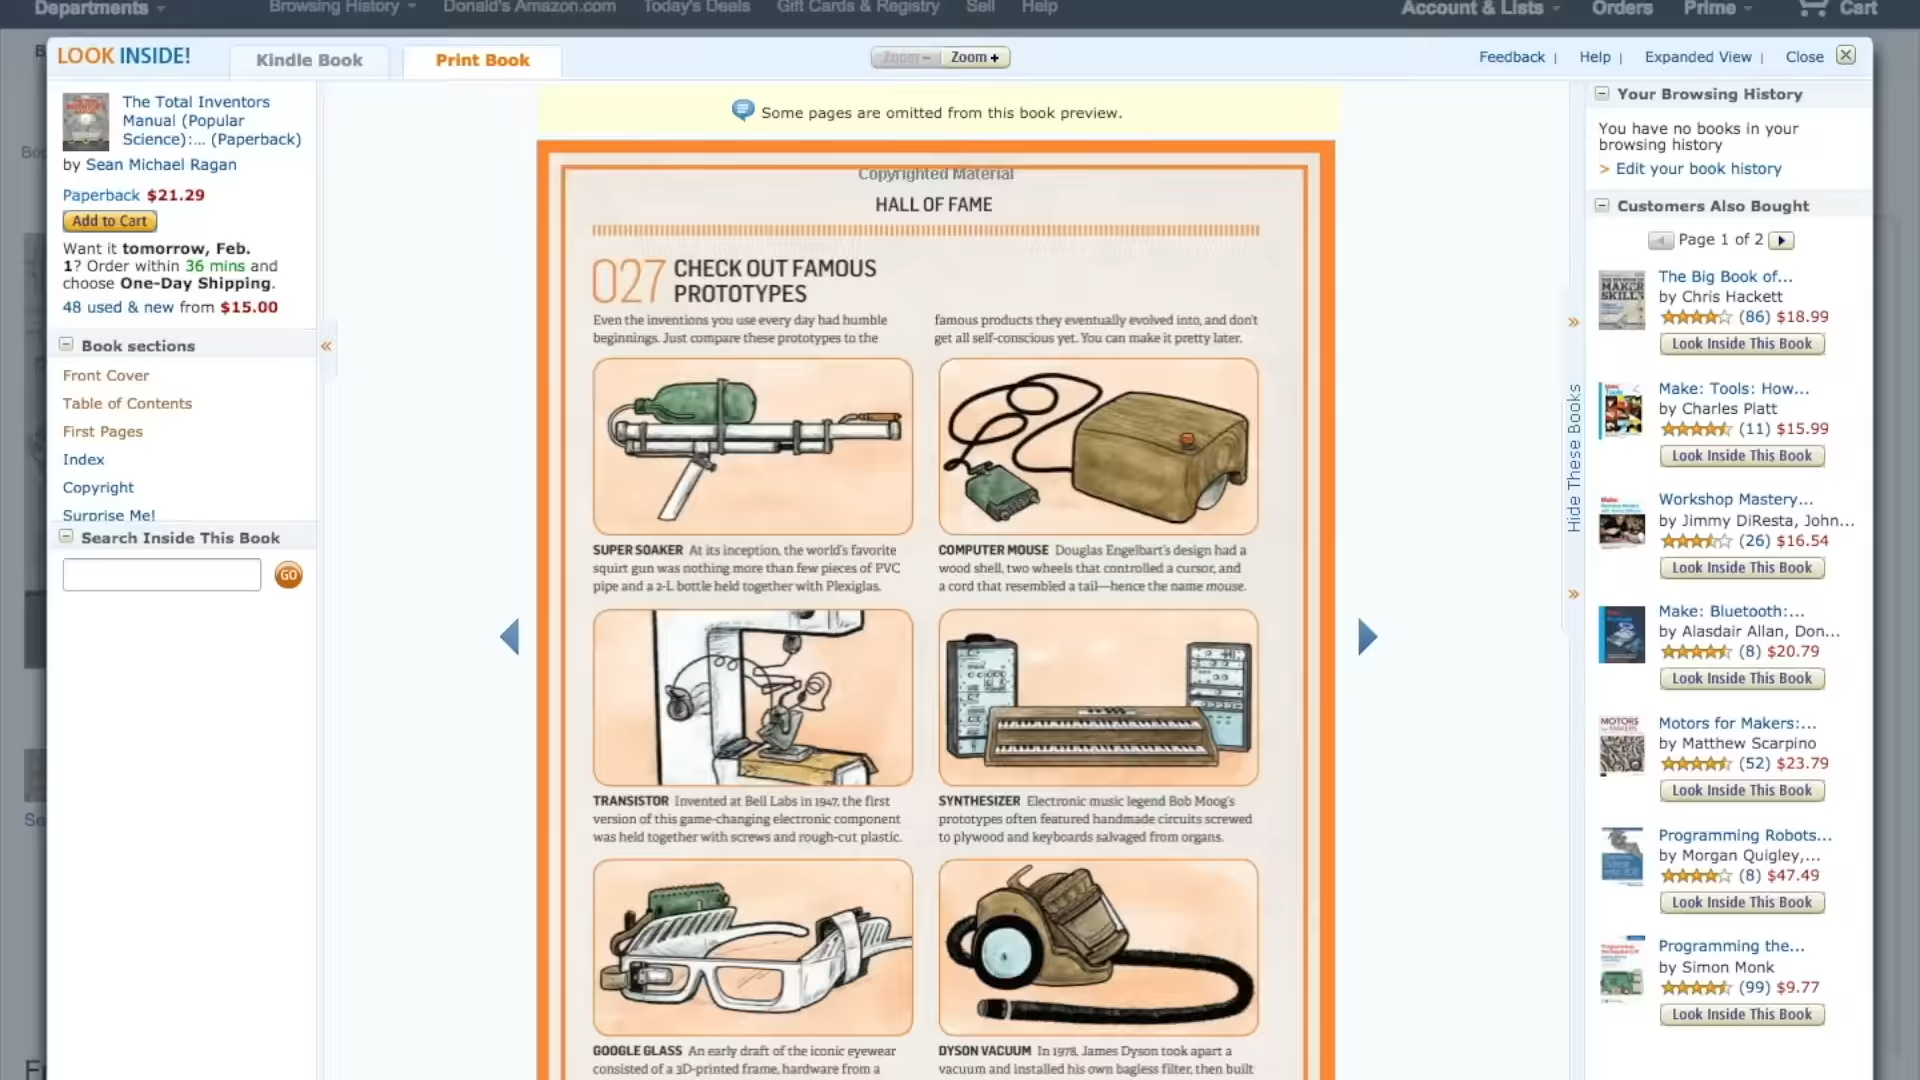 Departments
Browsing History
Donald's Amazon.com
Today's Deals
Gift Cards & Registry
Sell
Help
Account & Lists
Orders
Prime
Cart
LOOK INSIDE!
Kindle Book
Print Book
Zoom −
Zoom +
Feedback |
Help |
Expanded View |
Close
The Total Inventors
Manual (Popular
Science):... (Paperback)
by Sean Michael Ragan
Paperback $21.29
Add to Cart
Want it tomorrow, Feb.
1? Order within 36 mins and
choose One-Day Shipping.
48 used & new from $15.00
Book sections
Front Cover
Table of Contents
First Pages
Index
Copyright
Surprise Me!
Search Inside This Book
GO
Some pages are omitted from this book preview.
Copyrighted Material
HALL OF FAME
027 CHECK OUT FAMOUS
PROTOTYPES
Even the inventions you use every day had humble
beginnings. Just compare these prototypes to the
famous products they eventually evolved into, and don't
get all self-conscious yet. You can make it pretty later.
SUPER SOAKER At its inception, the world's favorite
squirt gun was nothing more than few pieces of PVC
pipe and a 2-L bottle held together with Plexiglas.
COMPUTER MOUSE Douglas Engelbart's design had a
wood shell, two wheels that controlled a cursor, and
a cord that resembled a tail—hence the name mouse.
TRANSISTOR Invented at Bell Labs in 1947, the first
version of this game-changing electronic component
was held together with screws and rough-cut plastic.
SYNTHESIZER Electronic music legend Bob Moog's
prototypes often featured handmade circuits screwed
to plywood and keyboards salvaged from organs.
GOOGLE GLASS An early draft of the iconic eyewear
consisted of a 3D-printed frame, hardware from a
DYSON VACUUM In 1978, James Dyson took apart a
vacuum and installed his own bagless filter, then built
Hide These Books
Your Browsing History
You have no books in your
browsing history
> Edit your book history
Customers Also Bought
Page 1 of 2
The Big Book of...
by Chris Hackett
(86) $18.99
Look Inside This Book
Make: Tools: How...
by Charles Platt
(11) $15.99
Look Inside This Book
Workshop Mastery...
by Jimmy DiResta, John...
(26) $16.54
Look Inside This Book
Make: Bluetooth:...
by Alasdair Allan, Don...
(8) $20.79
Look Inside This Book
Motors for Makers:...
by Matthew Scarpino
(52) $23.79
Look Inside This Book
Programming Robots...
by Morgan Quigley,...
(8) $47.49
Look Inside This Book
Programming the...
by Simon Monk
(99) $9.77
Look Inside This Book